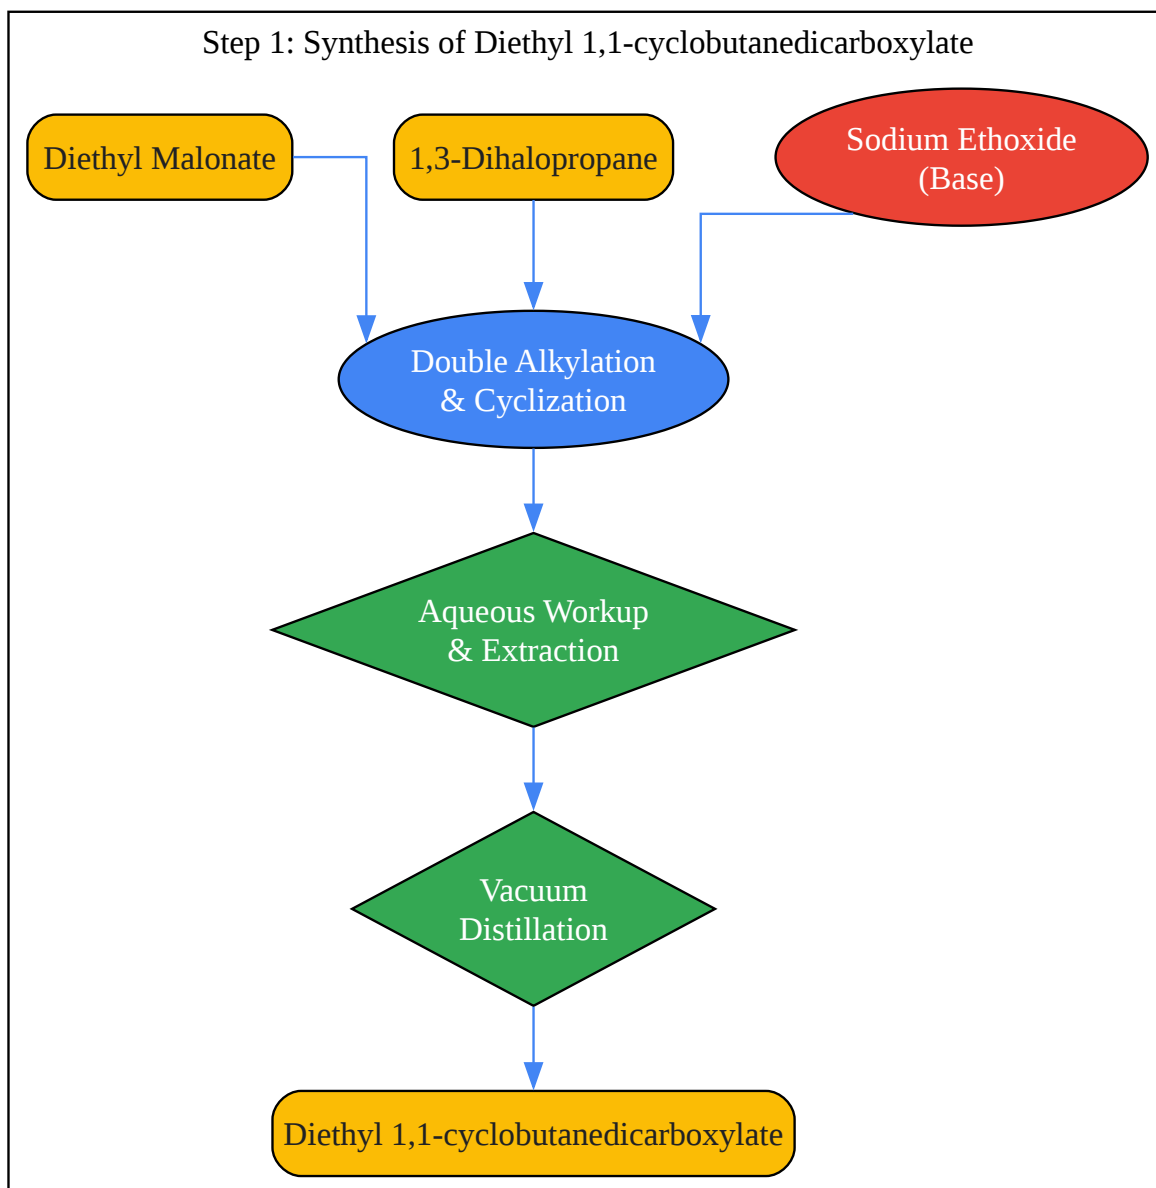 Step 1: Synthesis of Diethyl 1,1-cyclobutanedicarboxylate
Diethyl Malonate
1,3-Dihalopropane
Sodium Ethoxide
(Base)
Double Alkylation
& Cyclization
Aqueous Workup
& Extraction
Vacuum
Distillation
Diethyl 1,1-cyclobutanedicarboxylate